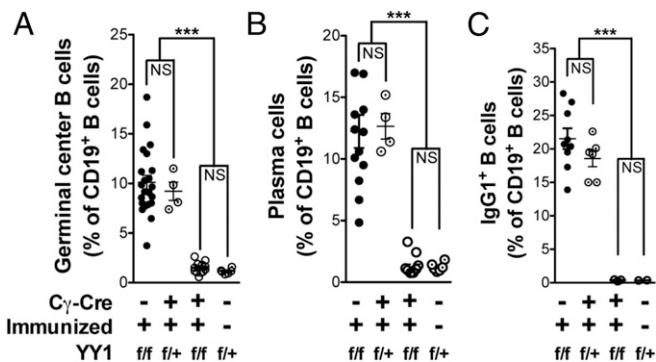 A
B
C
Germinal center B cells
(% of CD19+ B cells)
25
20
15
10
5
0
***
NS
NS
Plasma cells
(% of CD19+ B cells)
20
15
10
5
0
***
NS
NS
IgG1+ B cells
(% of CD19+ B cells)
35
30
25
20
15
10
5
0
***
NS
NS
Cγ-Cre - + + - - + + - - + + -
Immunized + + + - + + + - + + + -
YY1 f/f f/+ f/f f/+ f/f f/+ f/f f/+ f/f f/+ f/f f/+